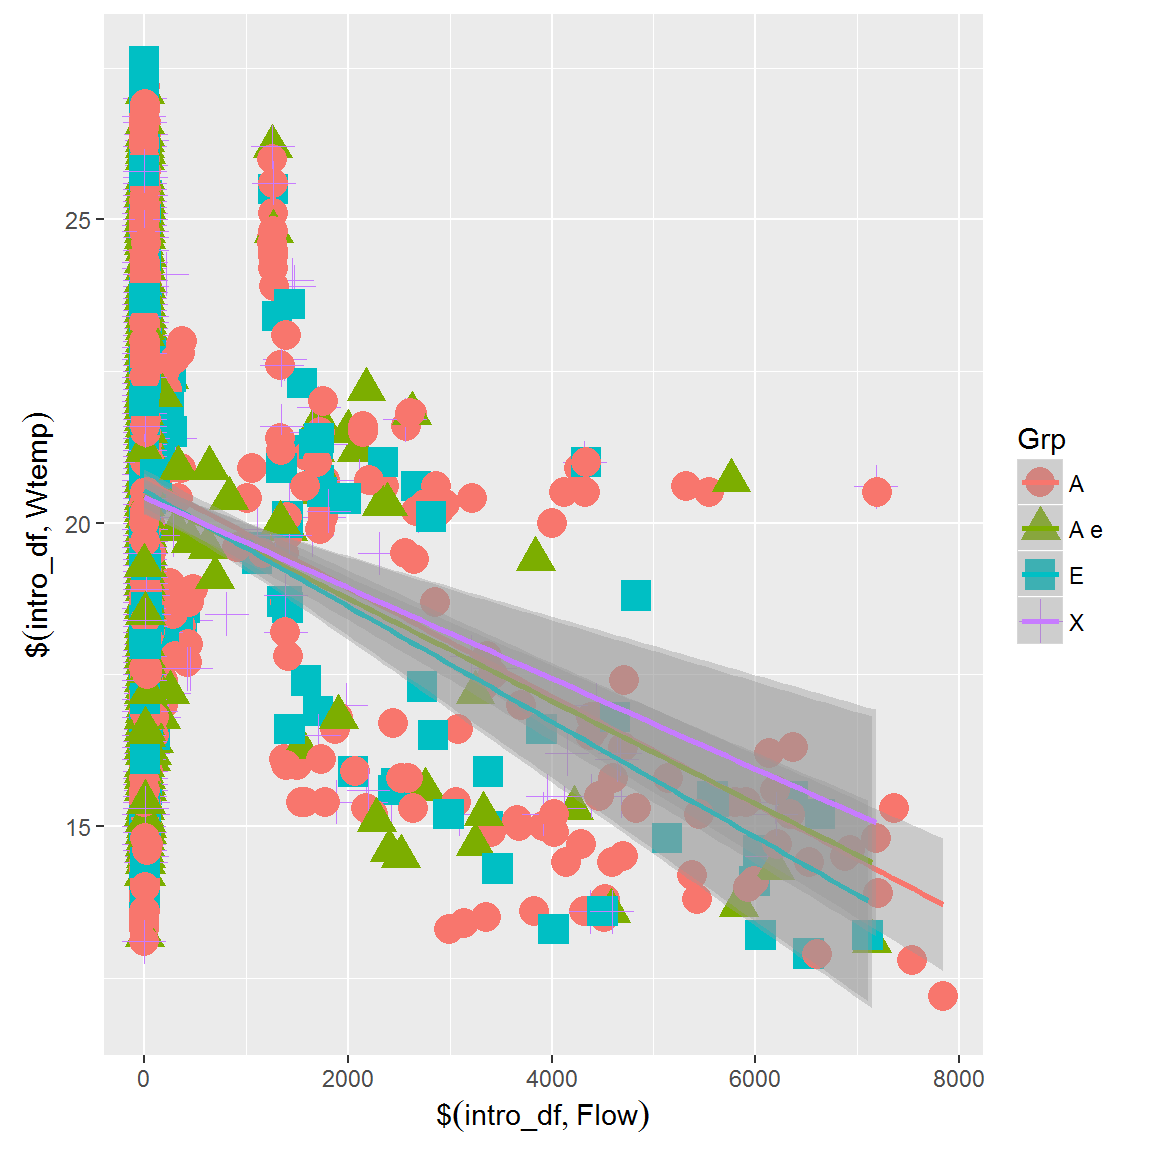 $(intro_df, Wtemp)
25
20
15
0
2000
4000
6000
8000
$(intro_df, Flow)
Grp
A
A e
E
X